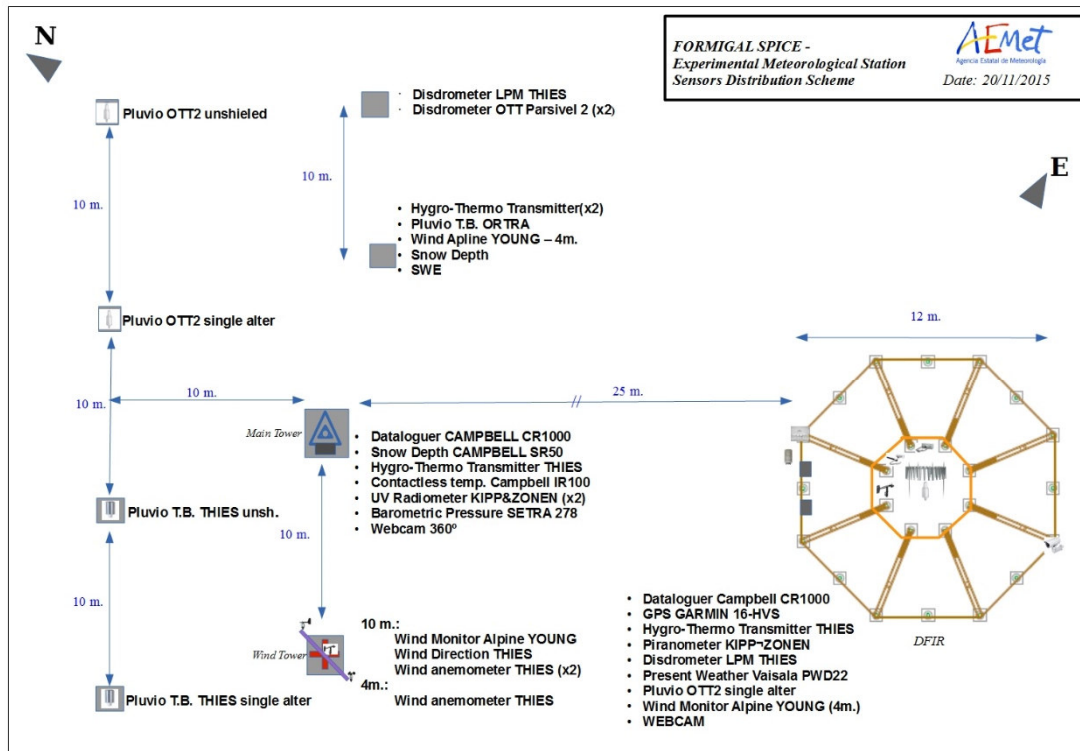 N
FORMIGAL SPICE -
Experimental Meteorological Station
Sensors Distribution Scheme
AEMet
Agencia Estatal de Meteorología
Date: 20/11/2015
Pluvio OTT2 unshieled
· Disdrometer LPM THIES
· Disdrometer OTT Parsivel 2 (x2)
10 m.
10 m.
E
• Hygro-Thermo Transmitter(x2)
• Pluvio T.B. ORTRA
• Wind Apline YOUNG – 4m.
• Snow Depth
• SWE
Pluvio OTT2 single alter
12 m.
10 m.
10 m.
25 m.
Main Tower
• Dataloguer CAMPBELL CR1000
• Snow Depth CAMPBELL SR50
• Hygro-Thermo Transmitter THIES
• Contactless temp. Campbell IR100
• UV Radiometer KIPP&ZONEN (x2)
• Barometric Pressure SETRA 278
• Webcam 360º
Pluvio T.B. THIES unsh.
10 m.
10 m.
Wind Tower
10 m.:
Wind Monitor Alpine YOUNG
Wind Direction THIES
Wind anemometer THIES (x2)
4m.:
Wind anemometer THIES
Pluvio T.B. THIES single alter
• Dataloguer Campbell CR1000
• GPS GARMIN 16-HVS
• Hygro-Thermo Transmitter THIES
• Piranometer KIPP¬ZONEN
• Disdrometer LPM THIES
• Present Weather Vaisala PWD22
• Pluvio OTT2 single alter
• Wind Monitor Alpine YOUNG (4m.)
• WEBCAM
DFIR